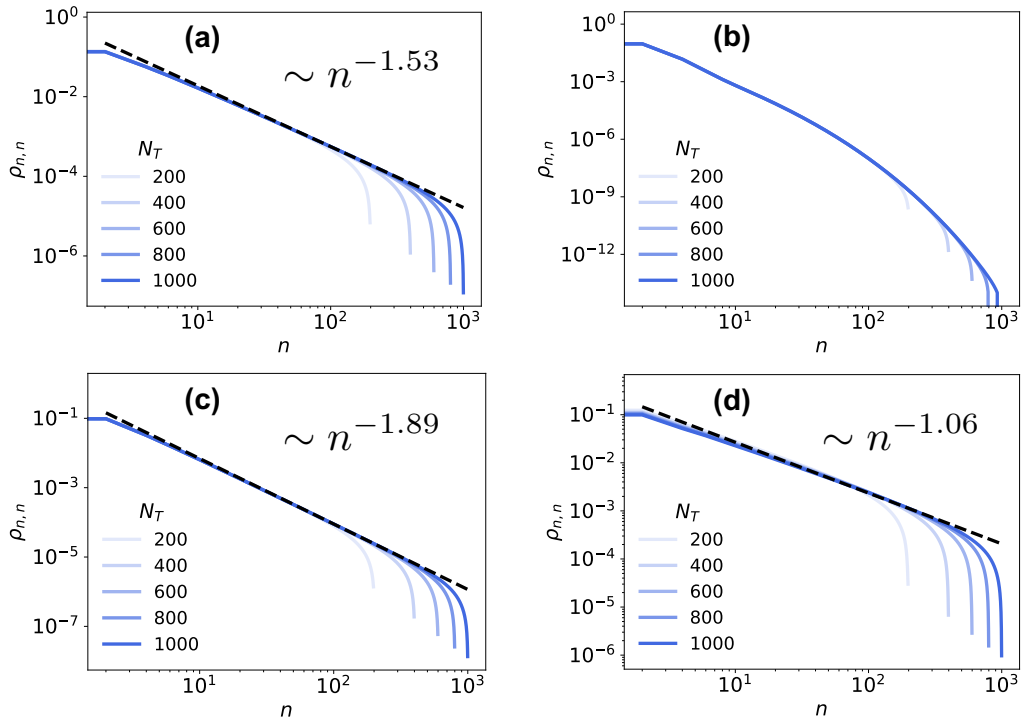 (a)
∼ n^{-1.53}
10^0
10^{-2}
10^{-4}
10^{-6}
ρ_{n,n}
N_T
200
400
600
800
1000
10^1
10^2
10^3
n
(b)
10^0
10^{-3}
10^{-6}
10^{-9}
10^{-12}
ρ_{n,n}
N_T
200
400
600
800
1000
10^1
10^2
10^3
n
(c)
∼ n^{-1.89}
10^{-1}
10^{-3}
10^{-5}
10^{-7}
ρ_{n,n}
N_T
200
400
600
800
1000
10^1
10^2
10^3
n
(d)
∼ n^{-1.06}
10^{-1}
10^{-2}
10^{-3}
10^{-4}
10^{-5}
10^{-6}
ρ_{n,n}
N_T
200
400
600
800
1000
10^1
10^2
10^3
n